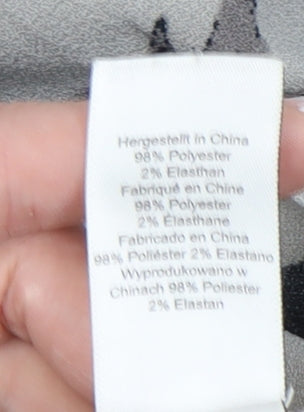 Hergestellt in China
98% Polyester
2% Elasthan
Fabriqué en Chine
98% Polyester
2% Élasthane
Fabricado en China
98% Poliéster 2% Elastano
Wyprodukowano w
Chinach 98% Poliester
2% Elastan